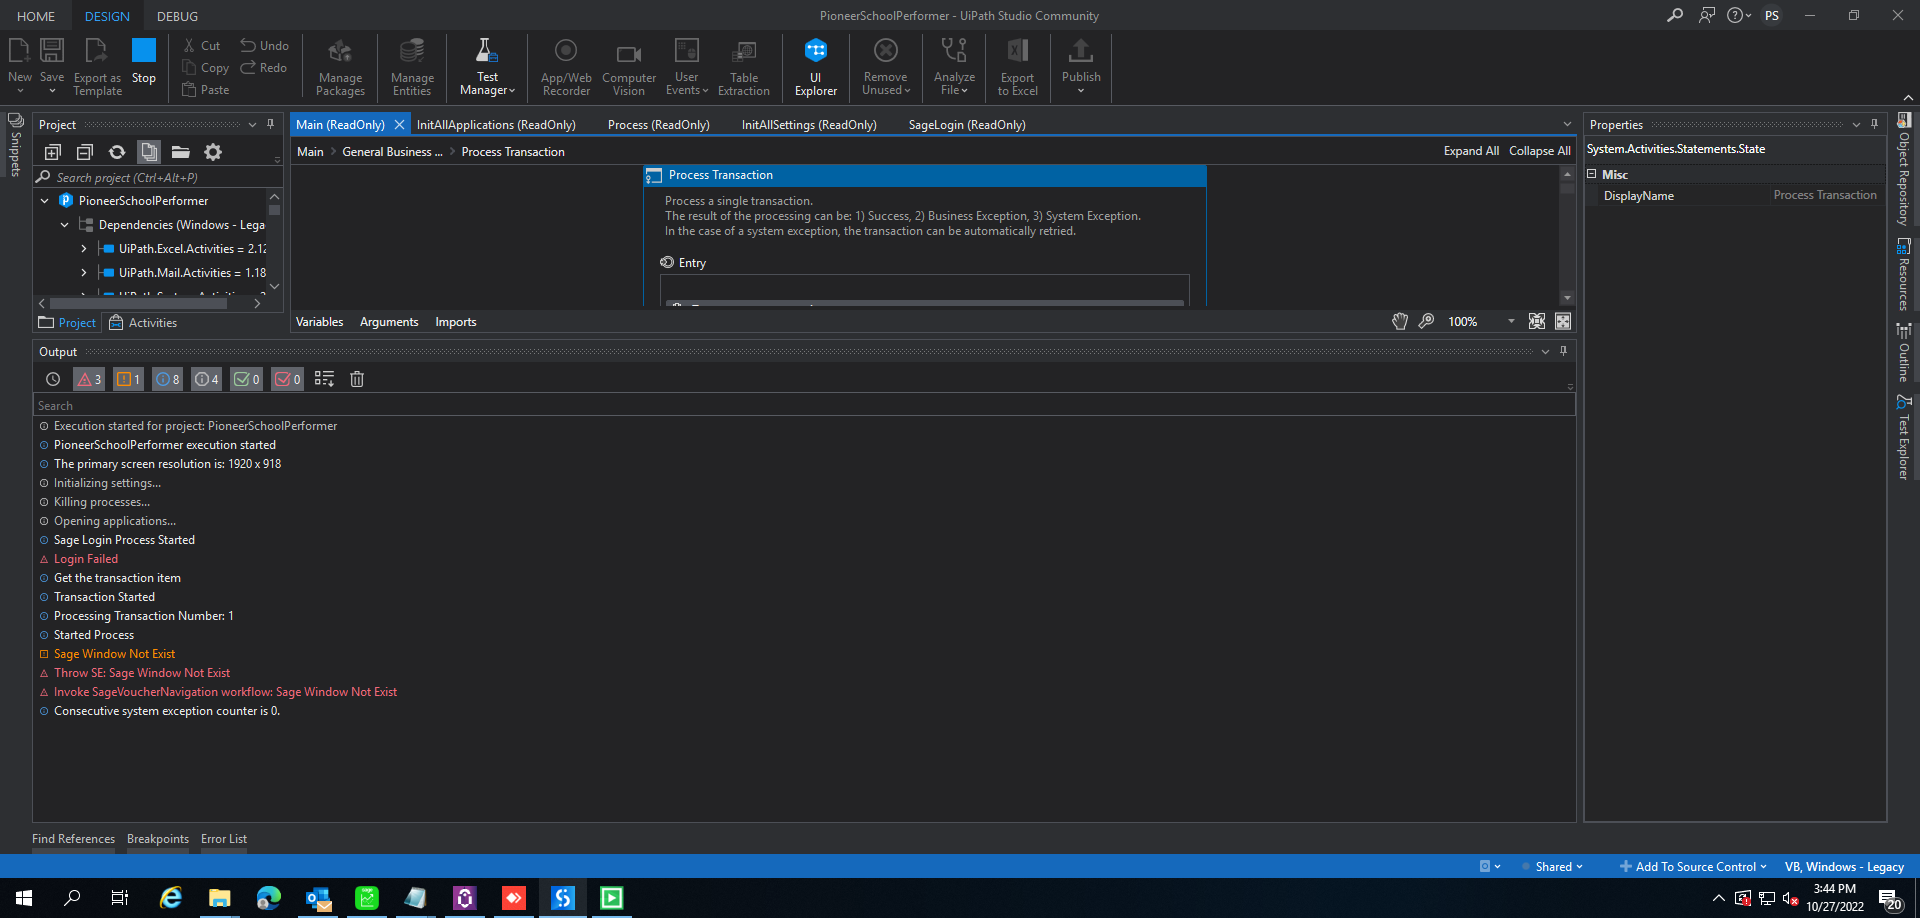 HOME DESIGN DEBUG
PioneerSchoolPerformer - UiPath Studio Community
PS
New Save Export as Template Stop
Cut Copy Paste Undo Redo
Manage Packages
Manage Entities
Test Manager
App/Web Recorder
Computer Vision
User Events
Table Extraction
UI Explorer
Remove Unused
Analyze File
Export to Excel
Publish
Snippets
Project
Search project (Ctrl+Alt+P)
PioneerSchoolPerformer
Dependencies (Windows - Lega
UiPath.Excel.Activities = 2.12
UiPath.Mail.Activities = 1.18
Project Activities
Main (ReadOnly) InitAllApplications (ReadOnly) Process (ReadOnly) InitAllSettings (ReadOnly) SageLogin (ReadOnly)
Main > General Business ... > Process Transaction
Expand All Collapse All
Process Transaction
Process a single transaction.
The result of the processing can be: 1) Success, 2) Business Exception, 3) System Exception.
In the case of a system exception, the transaction can be automatically retried.
Entry
Variables Arguments Imports
100%
Properties
System.Activities.Statements.State
Misc
DisplayName Process Transaction
Object Repository
Resources
Outline
Test Explorer
Output
3 1 8 4 0 0
Search
Execution started for project: PioneerSchoolPerformer
PioneerSchoolPerformer execution started
The primary screen resolution is: 1920 x 918
Initializing settings...
Killing processes...
Opening applications...
Sage Login Process Started
Login Failed
Get the transaction item
Transaction Started
Processing Transaction Number: 1
Started Process
Sage Window Not Exist
Throw SE: Sage Window Not Exist
Invoke SageVoucherNavigation workflow: Sage Window Not Exist
Consecutive system exception counter is 0.
Find References Breakpoints Error List
Shared Add To Source Control VB, Windows - Legacy
3:44 PM
10/27/2022
20